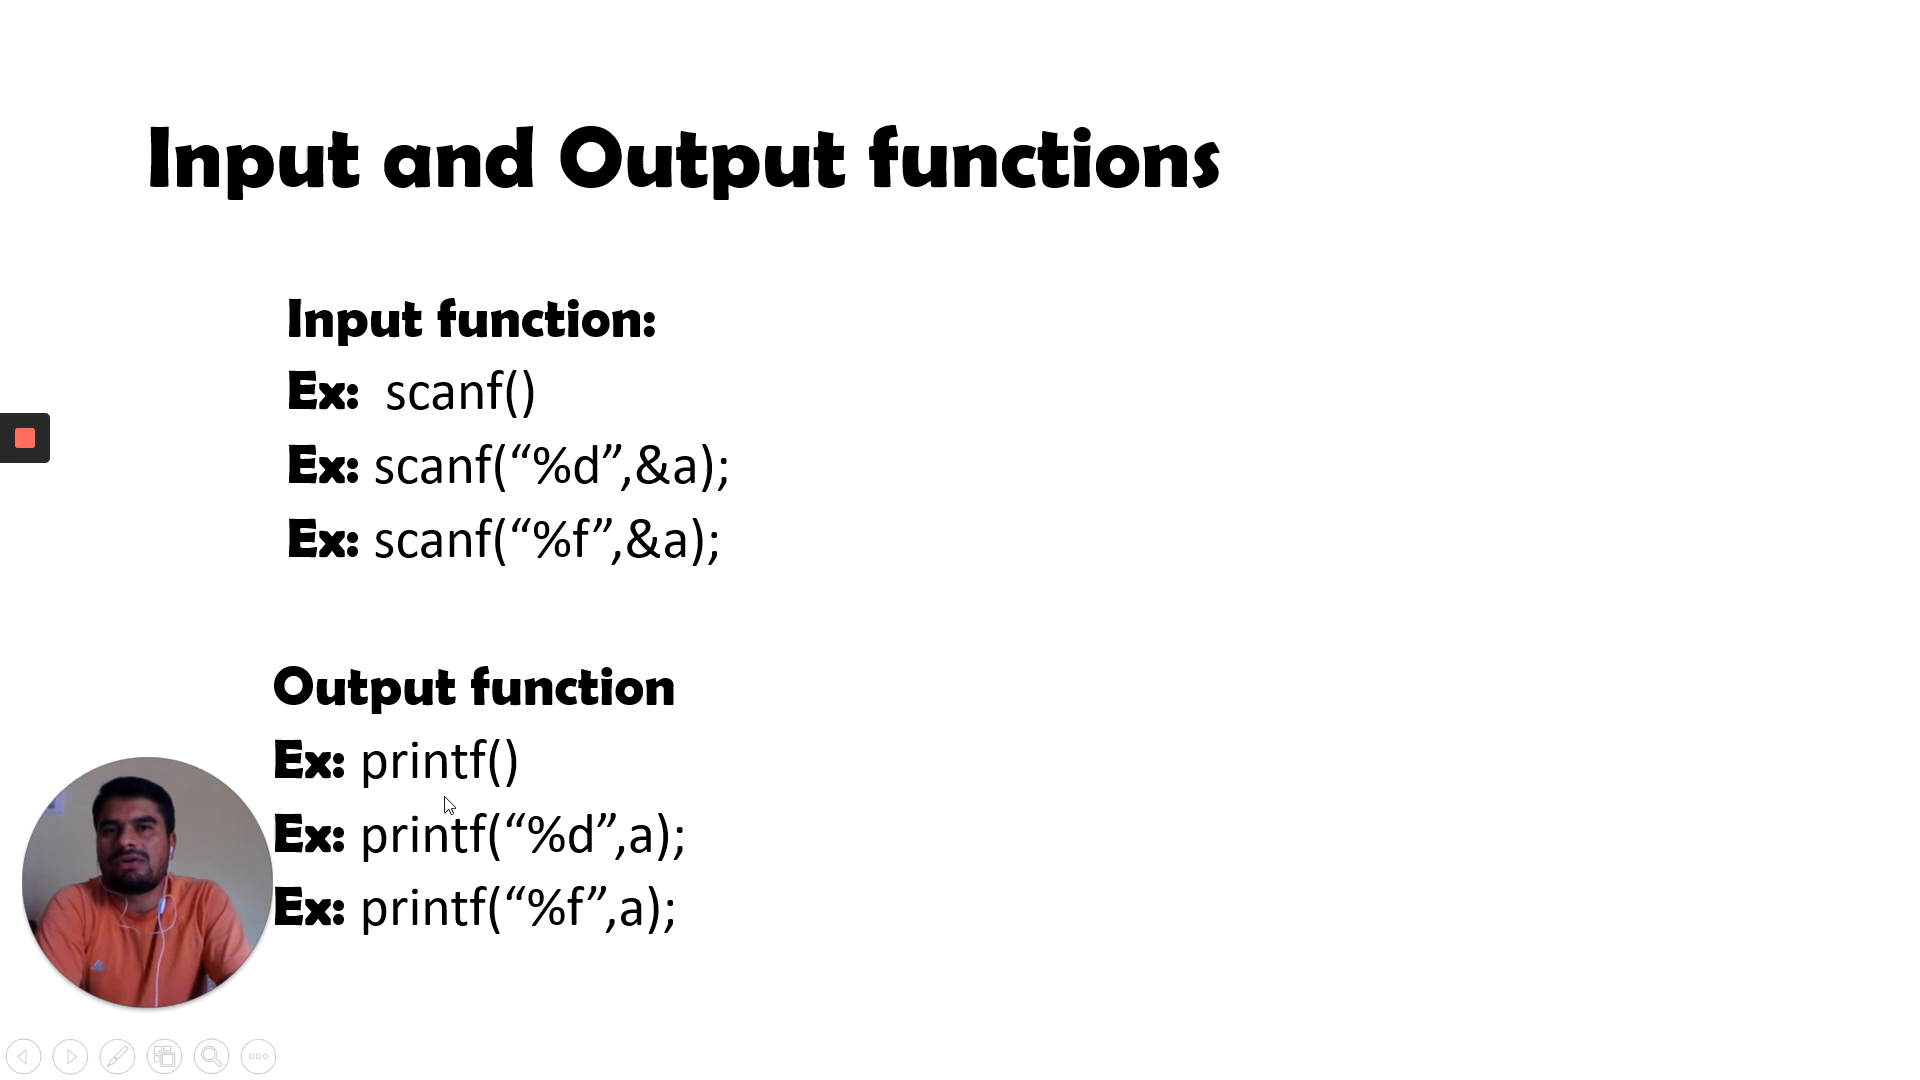 Input and Output functions
Input function:
Ex: scanf()
Ex: scanf(“%d”,&a);
Ex: scanf(“%f”,&a);
Output function
Ex: printf()
Ex: printf(“%d”,a);
Ex: printf(“%f”,a);